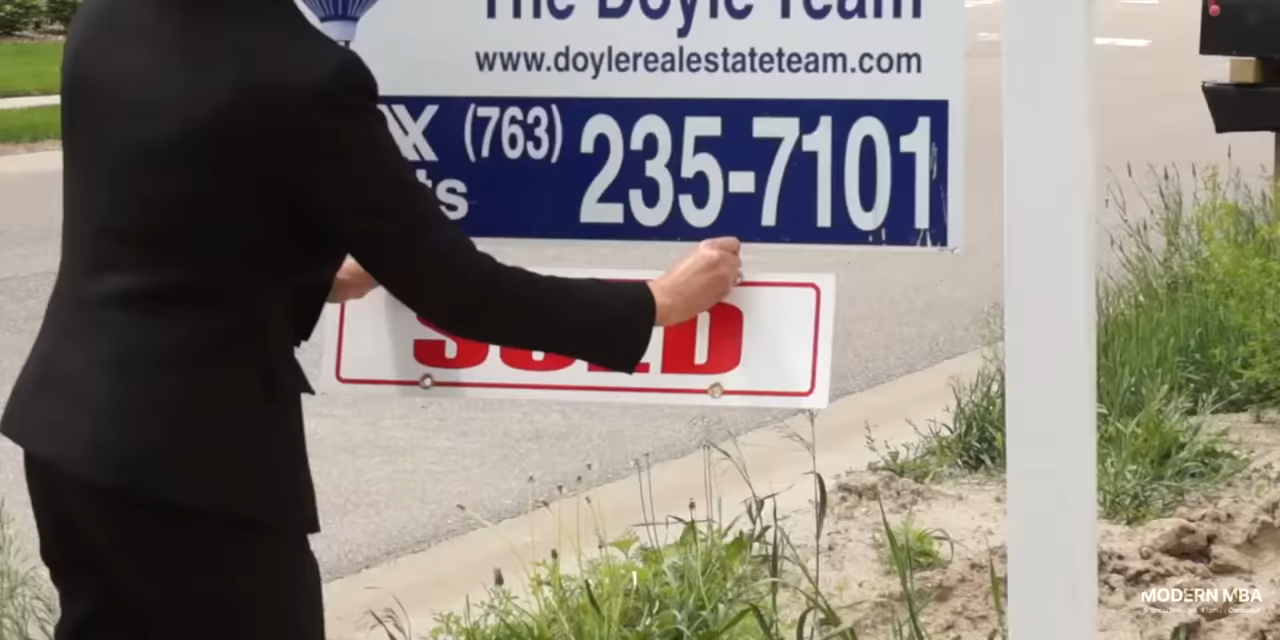 The Doyle Team
www.doylerealestateteam.com
(763) 235-7101
SOLD
MODERN MBA